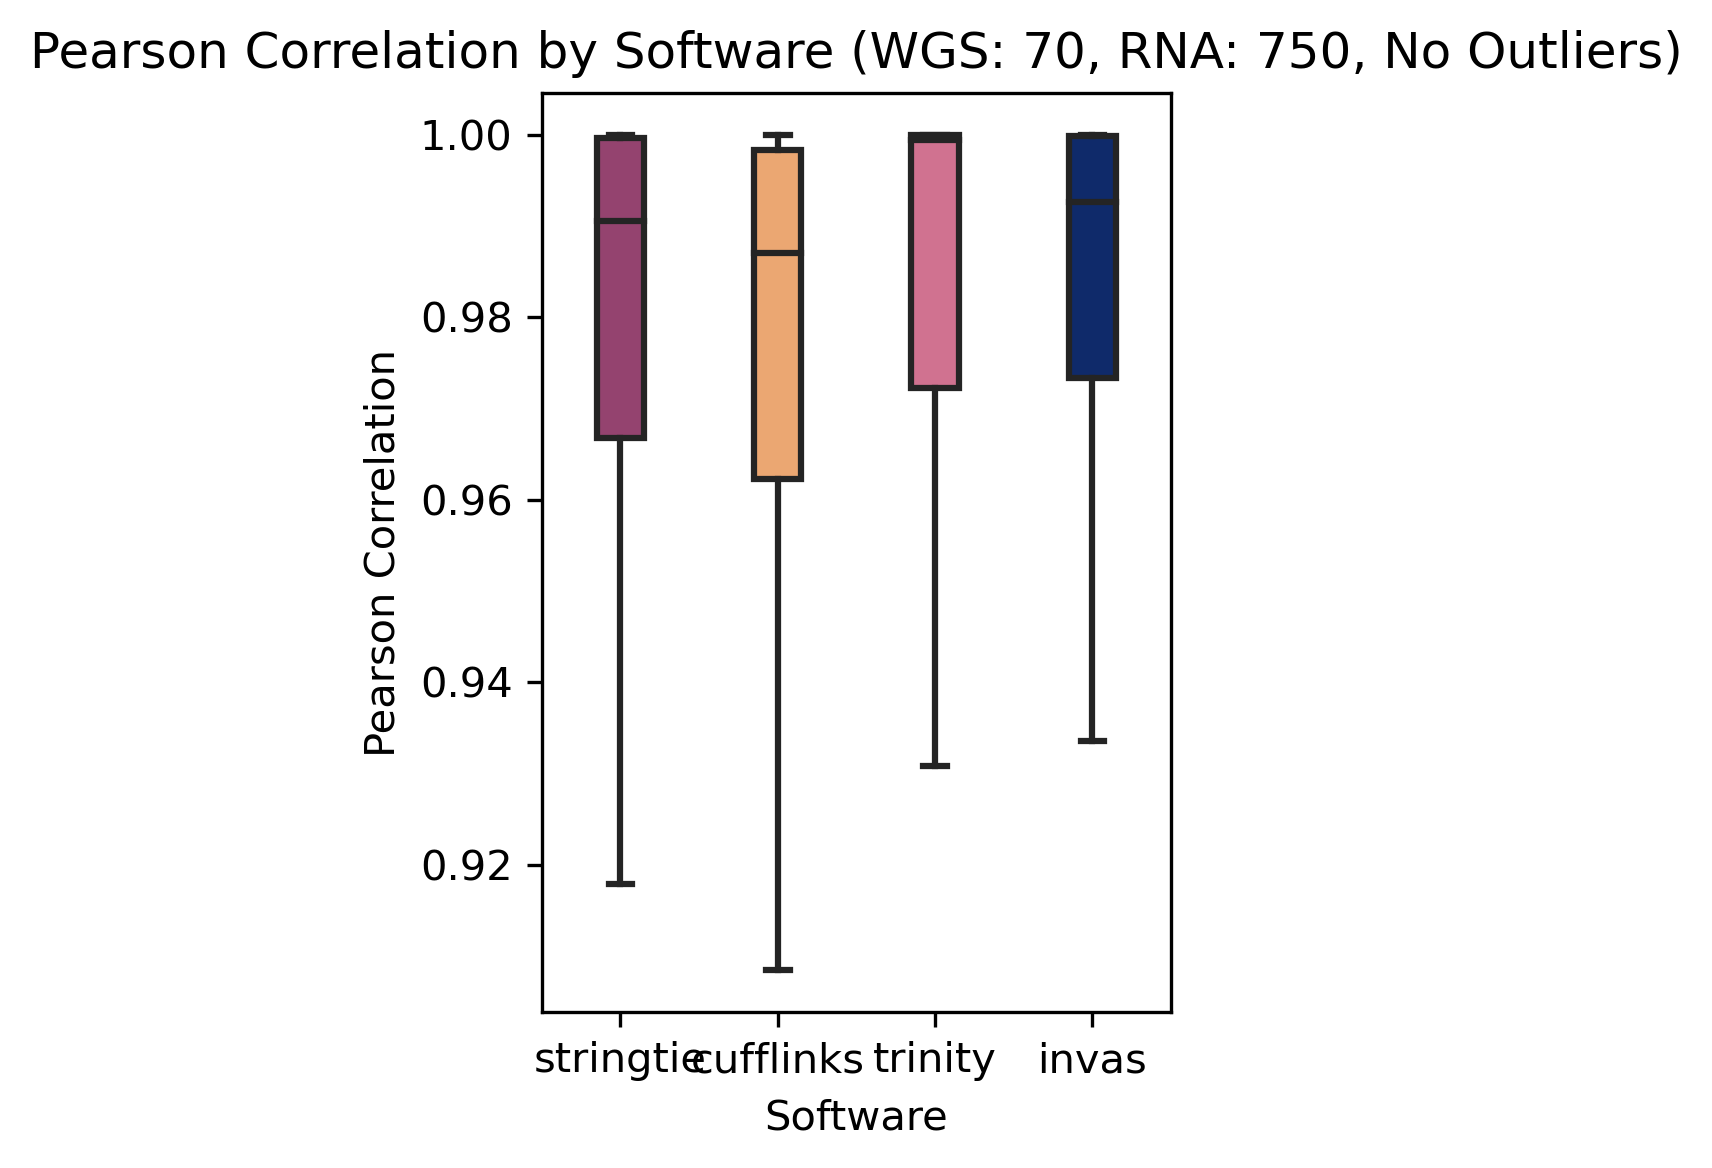 Pearson Correlation by Software (WGS: 70, RNA: 750, No Outliers)
1.00
0.98
0.96
0.94
0.92
Pearson Correlation
stringtie cufflinks trinity invas
Software